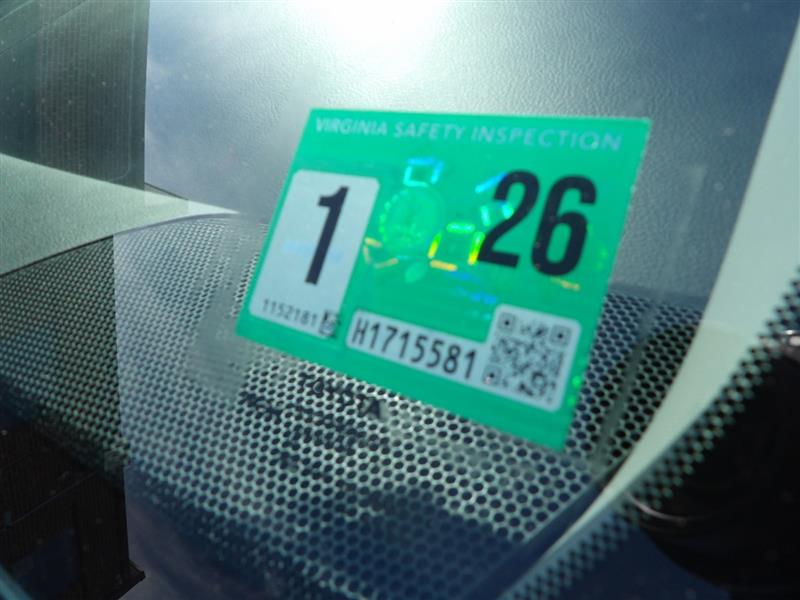 VIRGINIA SAFETY INSPECTION
1 26
1152181
H1715581
TOYOTA